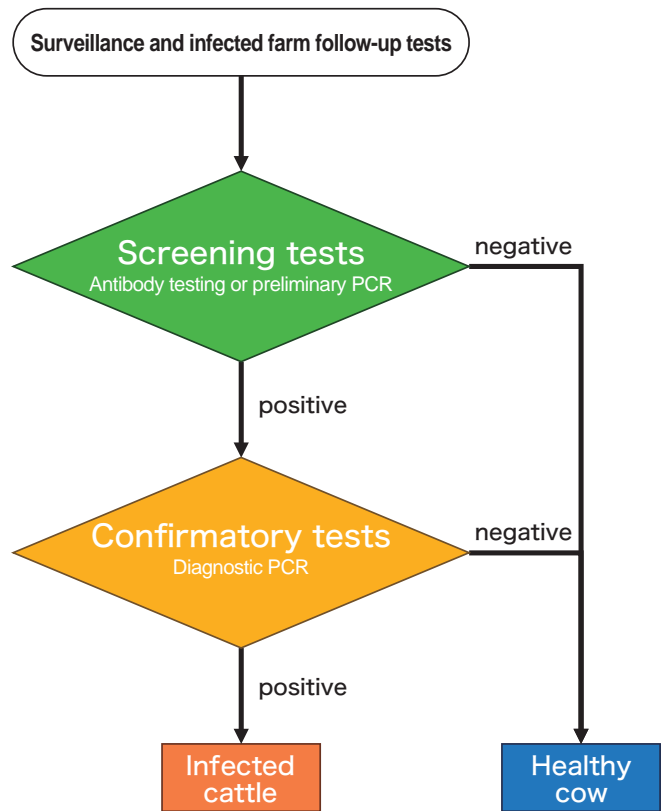 Surveillance and infected farm follow-up tests
Screening tests
Antibody testing or preliminary PCR
negative
positive
Confirmatory tests
Diagnostic PCR
negative
positive
Infected
cattle
Healthy
cow